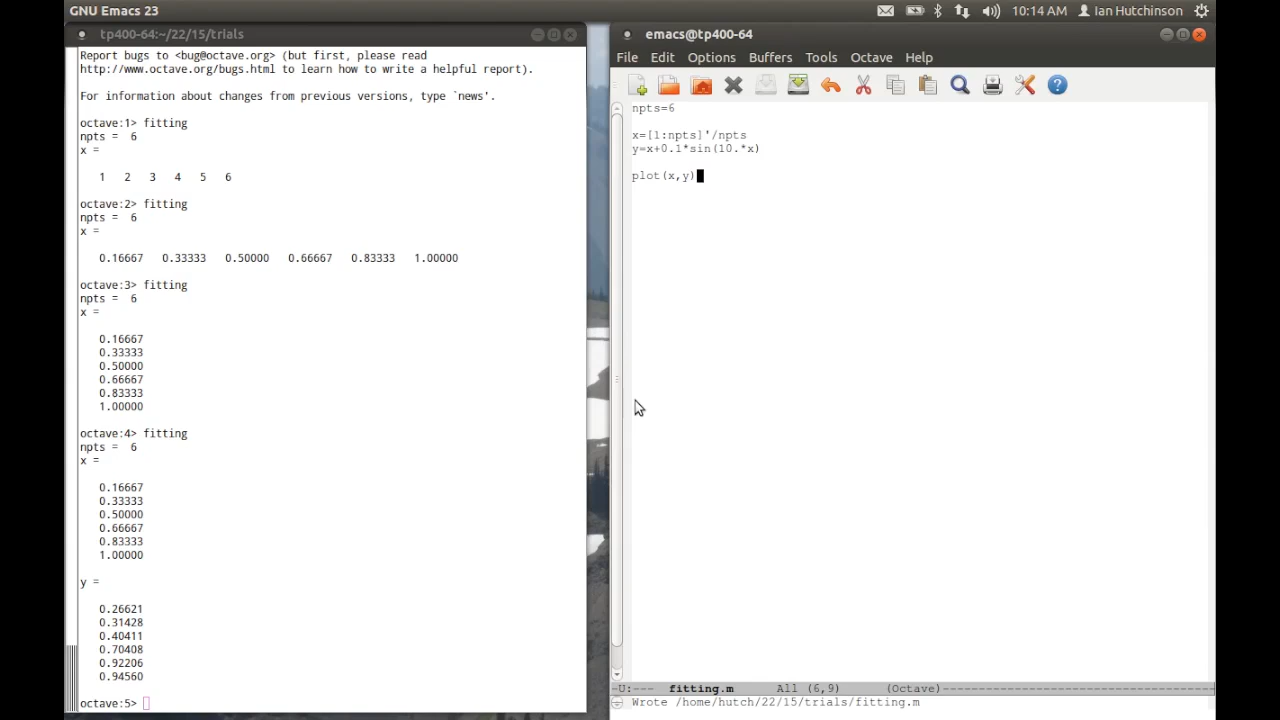 GNU Emacs 23
10:14 AM
Ian Hutchinson
tp400-64:~/22/15/trials
Report bugs to <bug@octave.org> (but first, please read
http://www.octave.org/bugs.html to learn how to write a helpful report).
For information about changes from previous versions, type `news'.
octave:1> fitting
npts =  6
x =
1   2   3   4   5   6
octave:2> fitting
npts =  6
x =
0.16667   0.33333   0.50000   0.66667   0.83333   1.00000
octave:3> fitting
npts =  6
x =
0.16667
0.33333
0.50000
0.66667
0.83333
1.00000
octave:4> fitting
npts =  6
x =
0.16667
0.33333
0.50000
0.66667
0.83333
1.00000
y =
0.26621
0.31428
0.40411
0.70408
0.92206
0.94560
octave:5>
emacs@tp400-64
File Edit Options Buffers Tools Octave Help
npts=6
x=[1:npts]'/npts
y=x+0.1*sin(10.*x)
plot(x,y)
-U:---  fitting.m      All (6,9)      (Octave)
Wrote /home/hutch/22/15/trials/fitting.m